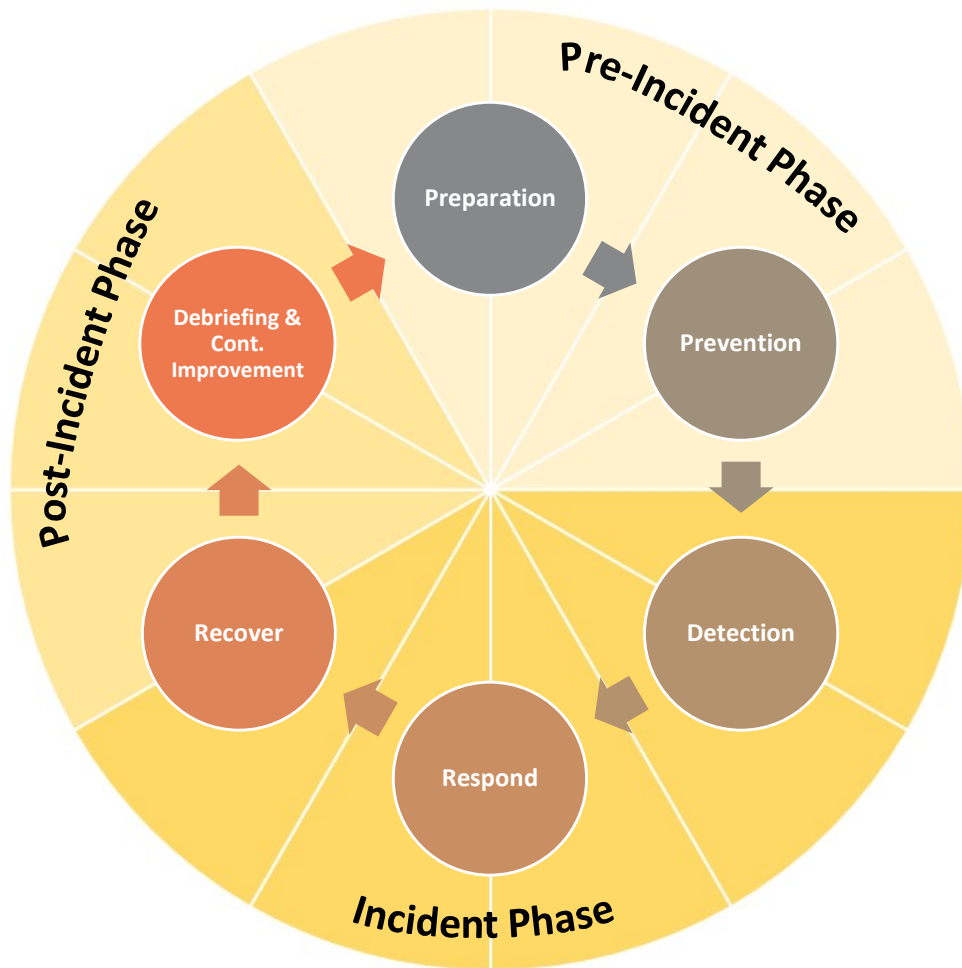 Pre-Incident Phase
Preparation
Prevention
Detection
Respond
Incident Phase
Recover
Debriefing &
Cont.
Improvement
Post-Incident Phase